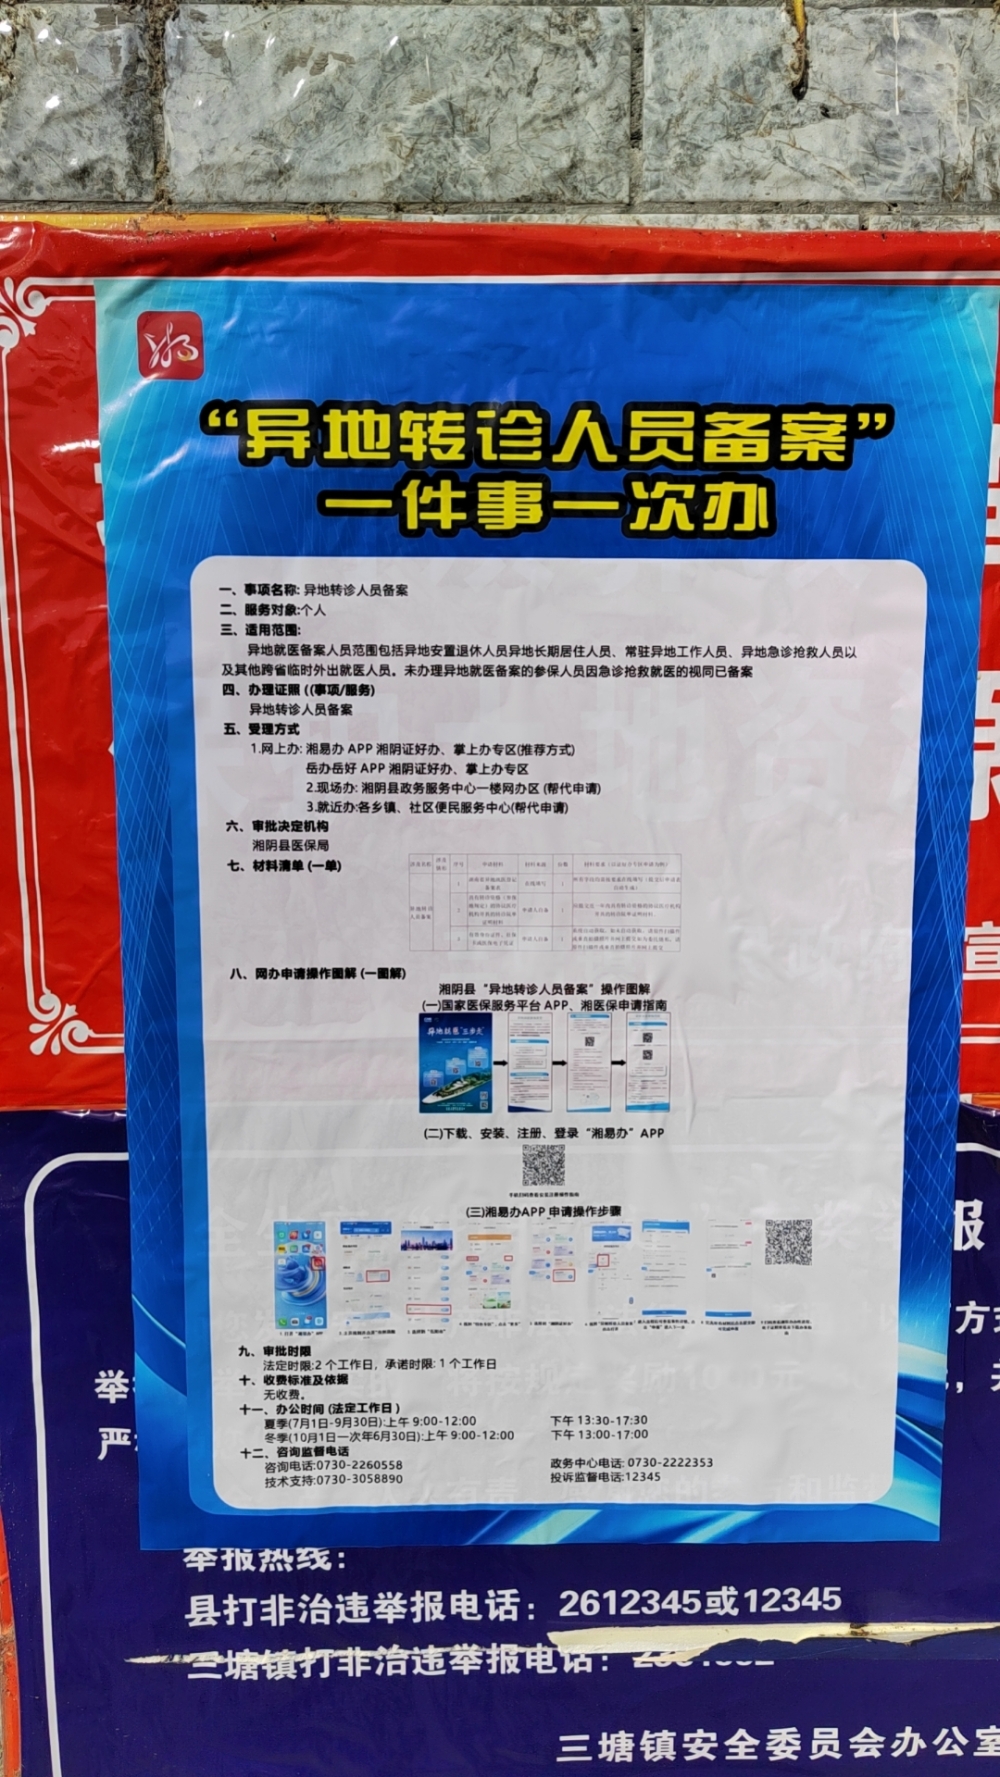 湘
“异地转诊人员备案”
一件事一次办
一、事项名称: 异地转诊人员备案
二、服务对象:个人
三、适用范围:
异地就医备案人员范围包括异地安置退休人员异地长期居住人员、常驻异地工作人员、异地急诊抢救人员以
及其他跨省临时外出就医人员。未办理异地就医备案的参保人员因急诊抢救就医的视同已备案
四、办理证照 ((事项/服务)
异地转诊人员备案
五、受理方式
1.网上办: 湘易办 APP 湘阴证好办、掌上办专区(推荐方式)
岳办岳好 APP 湘阴证好办、掌上办专区
2.现场办: 湘阴县政务服务中心一楼网办区 (帮代申请)
3.就近办:各乡镇、社区便民服务中心(帮代申请)
六、审批决定机构
湘阴县医保局
七、材料清单 (一单)
序号 申请材料 材料来源 份数
八、网办申请操作图解 (一图解)
湘阴县 “异地转诊人员备案” 操作图解
(一)国家医保服务平台 APP、湘医保申请指南
(二)下载、安装、注册、登录 “湘易办” APP
(三)湘易办APP 申请操作步骤
九、审批时限
法定时限:2 个工作日, 承诺时限: 1 个工作日
十、收费标准及依据
无收费。
十一、办公时间 (法定工作日 )
夏季(7月1日-9月30日):上午 9:00-12:00 下午 13:30-17:30
冬季(10月1日一次年6月30日):上午 9:00-12:00 下午 13:00-17:00
十二、咨询监督电话
咨询电话:0730-2260558 政务中心电话: 0730-2222353
技术支持:0730-3058890 投诉监督电话:12345
宣
报
举
严
举报热线:
县打非治违举报电话: 2612345或12345
三塘镇打非治违举报电话:
三塘镇安全委员会办公室